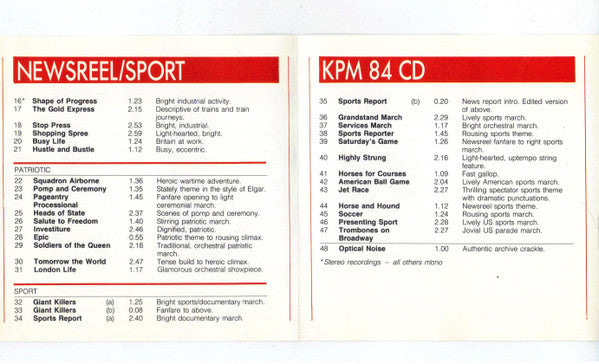 NEWSREEL/SPORT
16* Shape of Progress 1.23 Bright industrial activity.
17 The Gold Express 2.15 Descriptive of trains and train
journeys.
18 Stop Press 2.53 Bright, industrial.
19 Shopping Spree 2.59 Light-hearted, bright.
20 Busy Life 1.24 Britain at work.
21 Hustle and Bustle 1.12 Busy, eccentric.
PATRIOTIC
22 Squadron Airborne 1.36 Heroic wartime adventure.
23 Pomp and Ceremony 1.35 Stately theme in the style of Elgar.
24 Pageantry 1.45 Fanfare opening to light
Processional ceremonial march.
25 Heads of State 2.37 Scenes of pomp and ceremony.
26 Salute to Freedom 1.40 Stirring patriotic march.
27 Investiture 2.46 Dignified, patriotic.
28 Epic 0.55 Patriotic theme to rousing climax.
29 Soldiers of the Queen 2.18 Traditional, orchestral patriotic
march.
30 Tomorrow the World 2.47 Tense build to heroic climax.
31 London Life 1.17 Glamorous orchestral showpiece.
SPORT
32 Giant Killers (a) 1.25 Bright sports/documentary march.
33 Giant Killers (b) 0.08 Fanfare to above.
34 Sports Report (a) 2.40 Bright documentary march.
KPM 84 CD
35 Sports Report (b) 0.20 News report intro. Edited version
of above.
36 Grandstand March 2.29 Lively sports march.
37 Services March 1.17 Bright orchestral march.
38 Sports Reporter 1.45 Rousing sports theme.
39 Saturday's Game 1.26 Newsreel fanfare to right sports
march.
40 Highly Strung 2.16 Light-hearted, uptempo string
feature.
41 Horses for Courses 1.09 Fast gallop.
42 American Ball Game 2.04 Lively American sports march.
43 Jet Race 2.27 Thrilling spectator sports theme
with dramatic punctuations.
44 Horse and Hound 1.12 Newsreel sports theme.
45 Soccer 1.24 Rousing sports march.
46 Presenting Sport 2.28 Lively US sports march.
47 Trombones on 2.27 Jovial US parade march.
Broadway
48 Optical Noise 1.00 Authentic archive crackle.
*Stereo recordings – all others mono